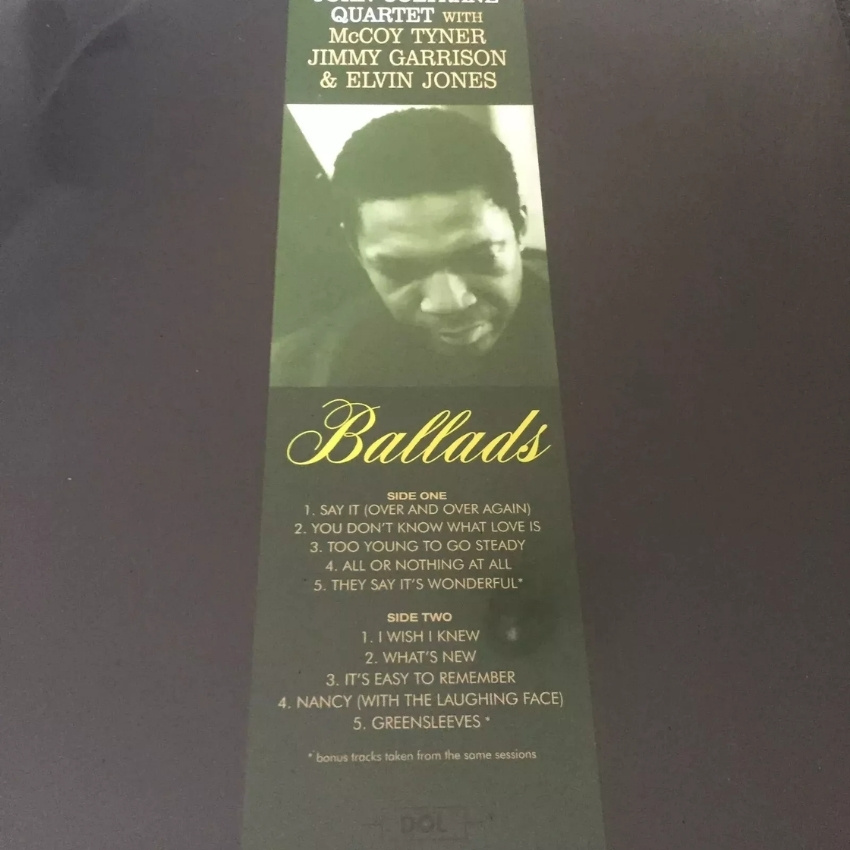 JOHN COLTRANE
QUARTET WITH
McCOY TYNER
JIMMY GARRISON
& ELVIN JONES
Ballads
SIDE ONE
1. SAY IT (OVER AND OVER AGAIN)
2. YOU DON'T KNOW WHAT LOVE IS
3. TOO YOUNG TO GO STEADY
4. ALL OR NOTHING AT ALL
5. THEY SAY IT'S WONDERFUL*
SIDE TWO
1. I WISH I KNEW
2. WHAT'S NEW
3. IT'S EASY TO REMEMBER
4. NANCY (WITH THE LAUGHING FACE)
5. GREENSLEEVES *
* bonus tracks taken from the same sessions
DOL